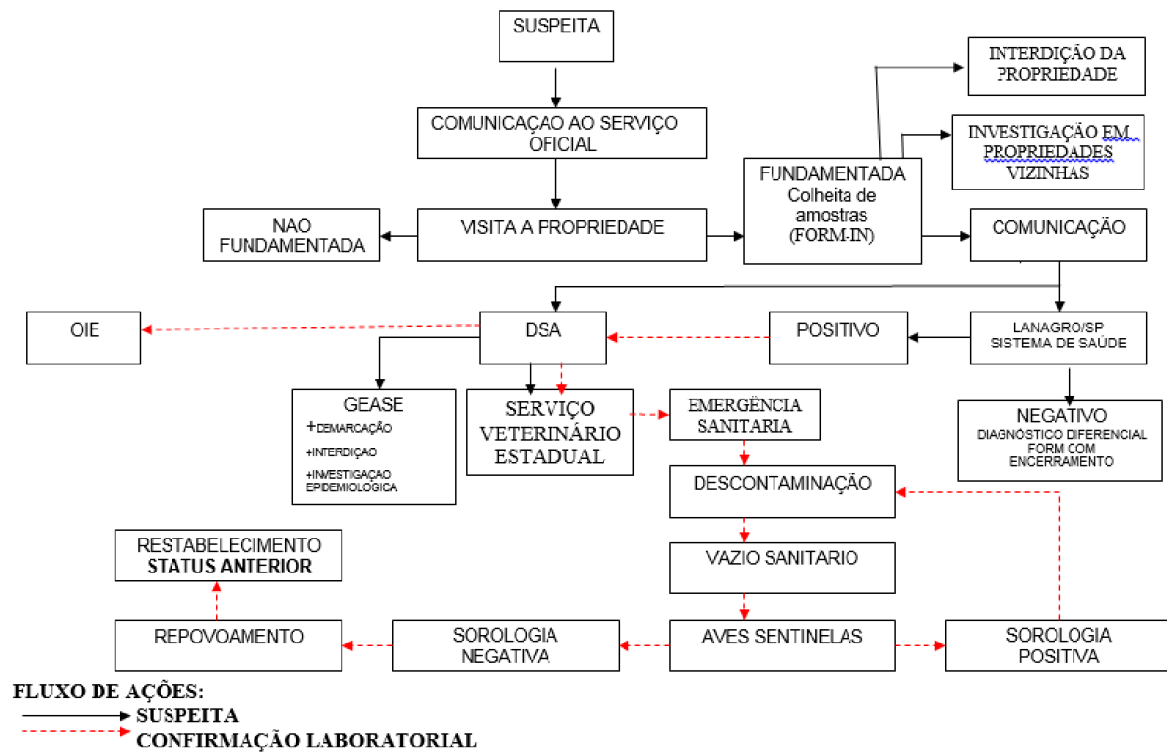 SUSPEITA
INTERDIÇÃO DA
PROPRIEDADE
COMUNICAÇAO AO SERVIÇO
OFICIAL
INVESTIGAÇÃO EM
PROPRIEDADES
VIZINHAS
FUNDAMENTADA
Colheita de
amostras
(FORM-IN)
NAO
FUNDAMENTADA
VISITA A PROPRIEDADE
COMUNICAÇÃO
OIE
DSA
POSITIVO
LANAGRO/SP
SISTEMA DE SAÚDE
GEASE
+DEMARCAÇÃO
+INTERDIÇÃO
+INVESTIGAÇAO
EPIDEMIOLOGICA
SERVIÇO
VETERINÁRIO
ESTADUAL
EMERGÊNCIA
SANITARIA
NEGATIVO
DIAGNÓSTICO DIFERENCIAL
FORM COM
ENCERRAMENTO
DESCONTAMINAÇÃO
RESTABELECIMENTO
STATUS ANTERIOR
VAZIO SANITARIO
REPOVOAMENTO
SOROLOGIA
NEGATIVA
AVES SENTINELAS
SOROLOGIA
POSITIVA
FLUXO DE AÇÕES:
SUSPEITA
CONFIRMAÇÃO LABORATORIAL